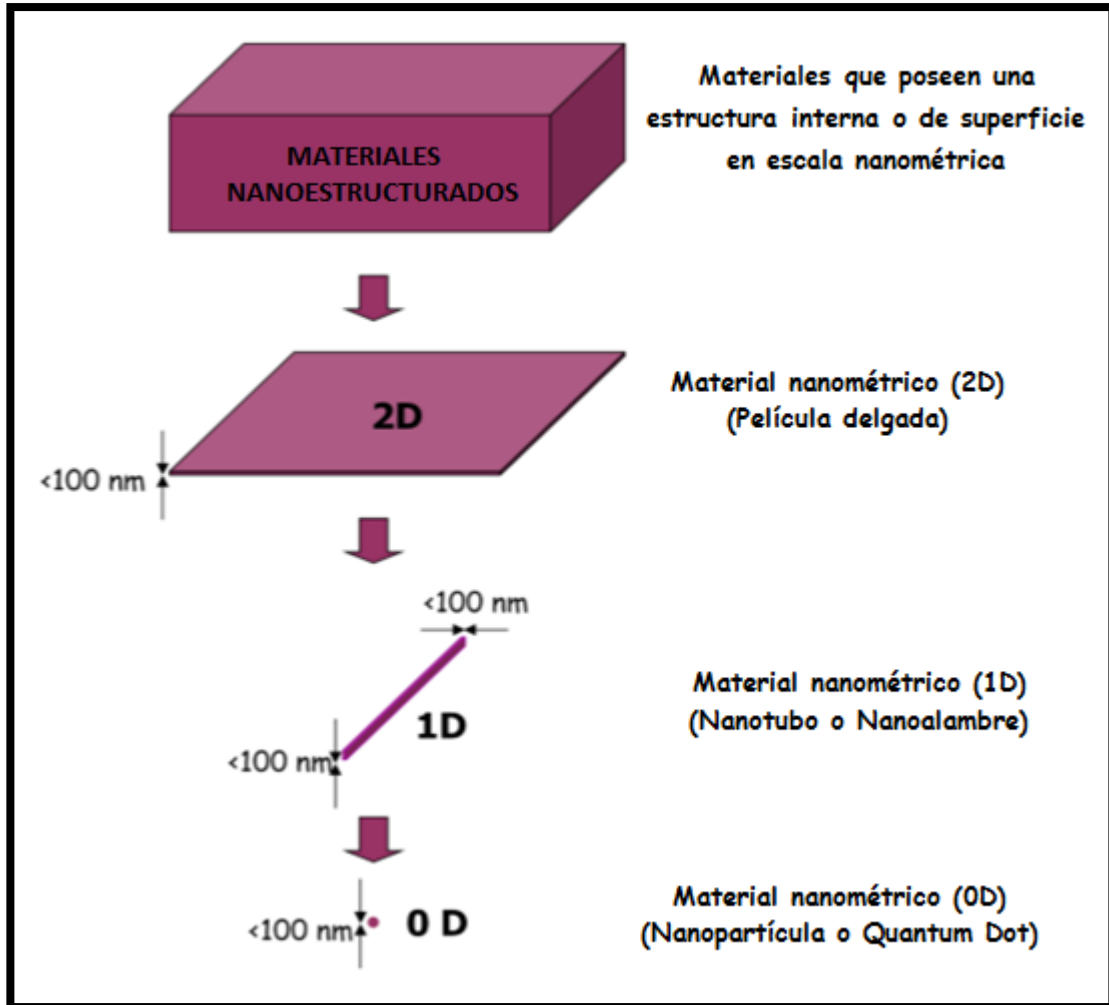 Materiales que poseen una
estructura interna o de superficie
en escala nanométrica
MATERIALES
NANOESTRUCTURADOS
2D
Material nanométrico (2D)
(Película delgada)
<100 nm
<100 nm
1D
Material nanométrico (1D)
(Nanotubo o Nanoalambre)
<100 nm
<100 nm
0 D
Material nanométrico (0D)
(Nanopartícula o Quantum Dot)